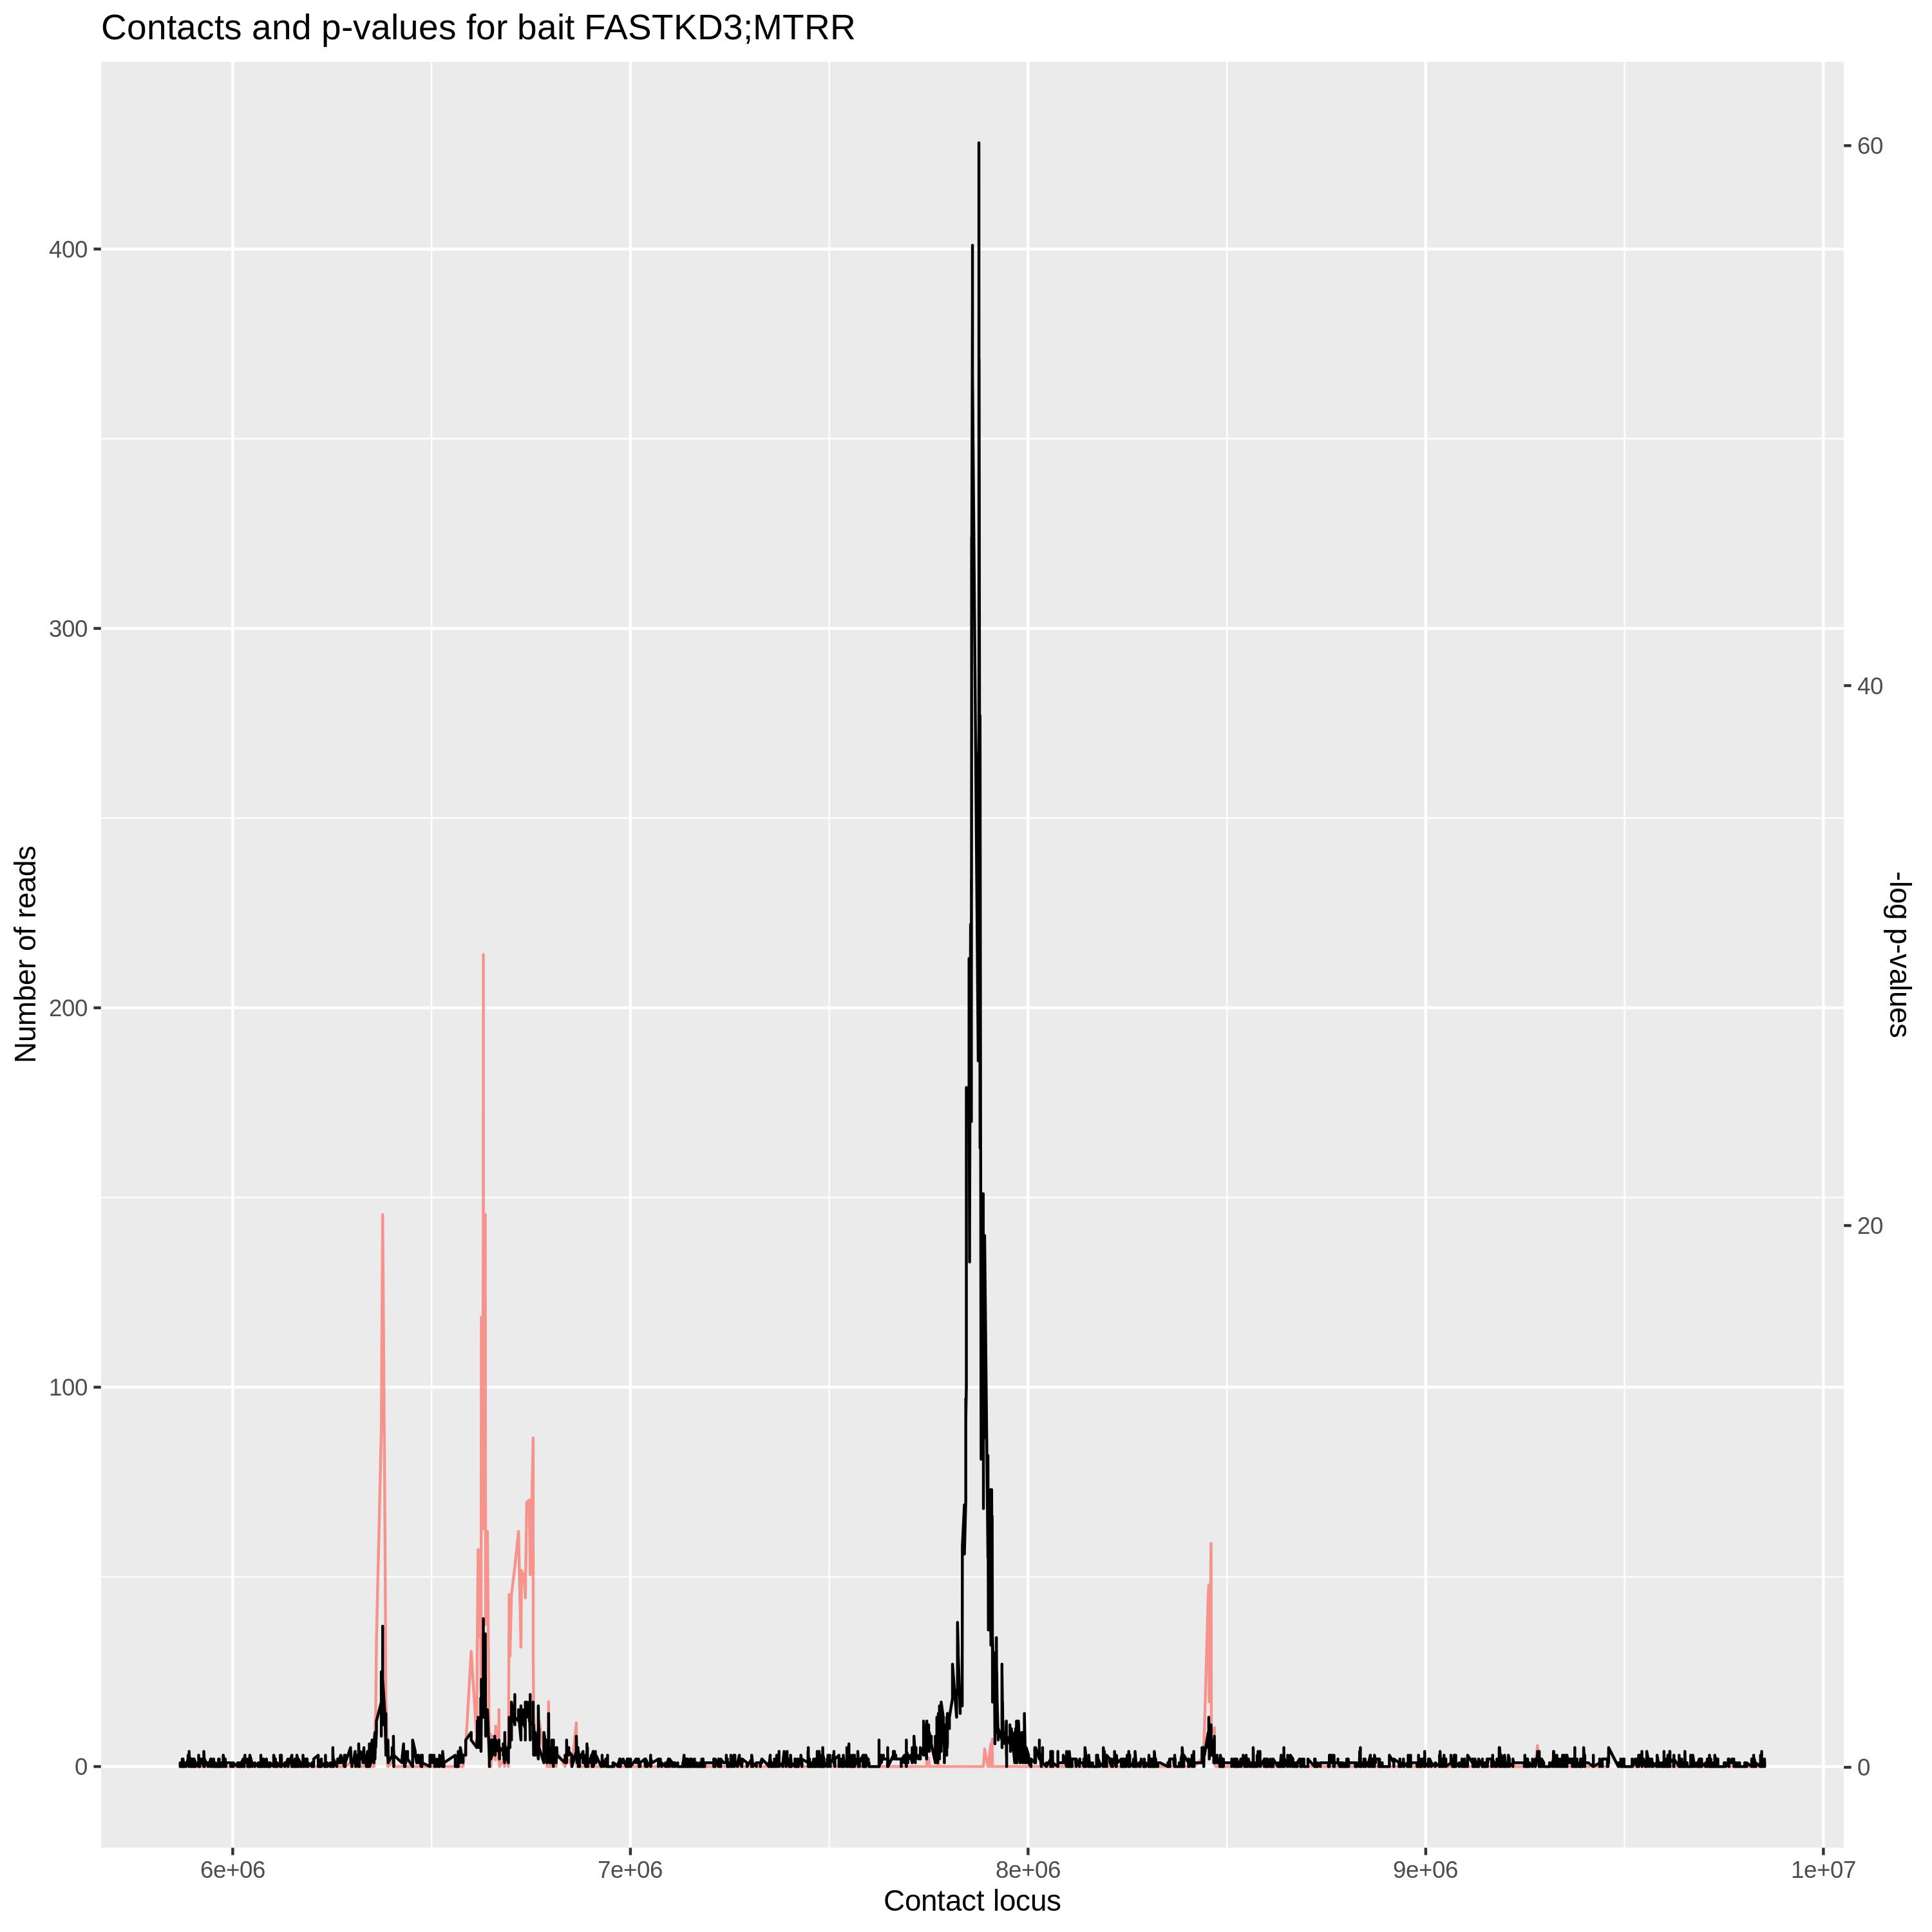 Contacts and p-values for bait FASTKD3;MTRR
Number of reads
400
300
200
100
0
60
40
20
0
-log p-values
6e+06
7e+06
8e+06
9e+06
1e+07
Contact locus